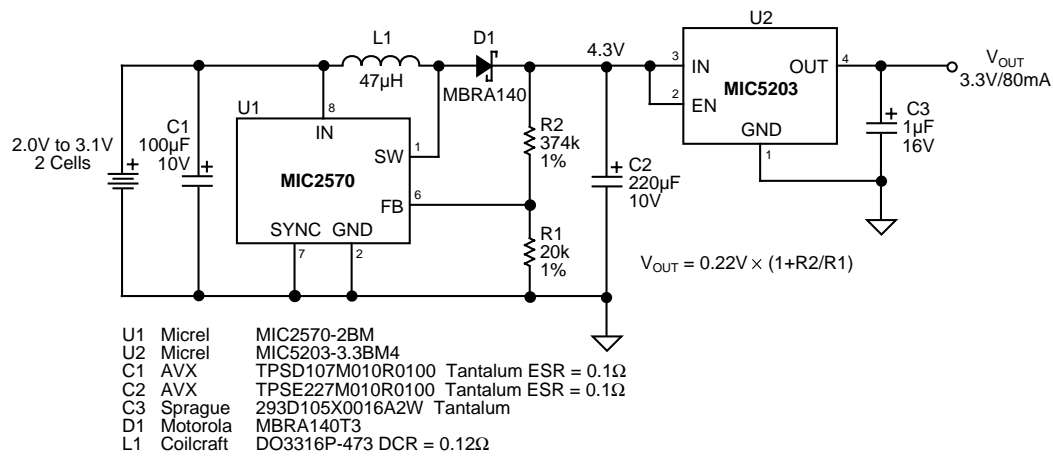 U2
L1
D1
4.3V
47µH
MBRA140
3
IN
OUT
4
2
EN
MIC5203
GND
1
V_OUT
3.3V/80mA
C3
1µF
16V
+
U1
8
IN
SW
1
MIC2570
FB
6
SYNC GND
7
2
2.0V to 3.1V
2 Cells
+
C1
100µF
10V
+
R2
374k
1%
R1
20k
1%
+
C2
220µF
10V
V_OUT = 0.22V × (1+R2/R1)
U1 Micrel MIC2570-2BM
U2 Micrel MIC5203-3.3BM4
C1 AVX TPSD107M010R0100 Tantalum ESR = 0.1Ω
C2 AVX TPSE227M010R0100 Tantalum ESR = 0.1Ω
C3 Sprague 293D105X0016A2W Tantalum
D1 Motorola MBRA140T3
L1 Coilcraft DO3316P-473 DCR = 0.12Ω